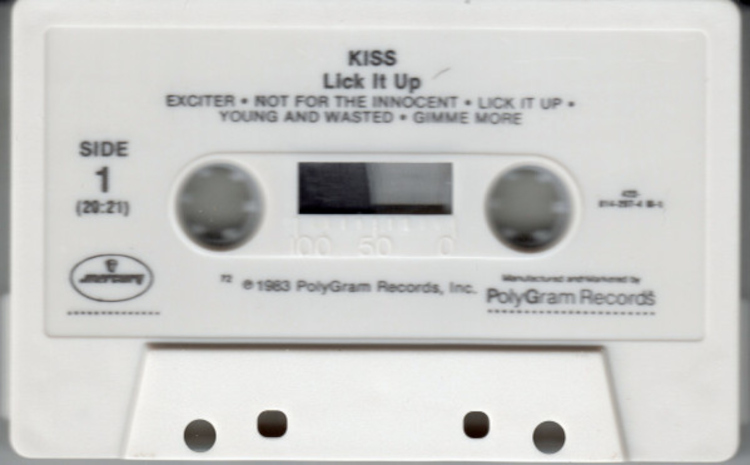 KISS
Lick It Up
EXCITER • NOT FOR THE INNOCENT • LICK IT UP •
YOUNG AND WASTED • GIMME MORE
SIDE
1
(20:21)
100 50 0
mercury
72 ℗1983 PolyGram Records, Inc.
Manufactured and Marketed by
PolyGram Records